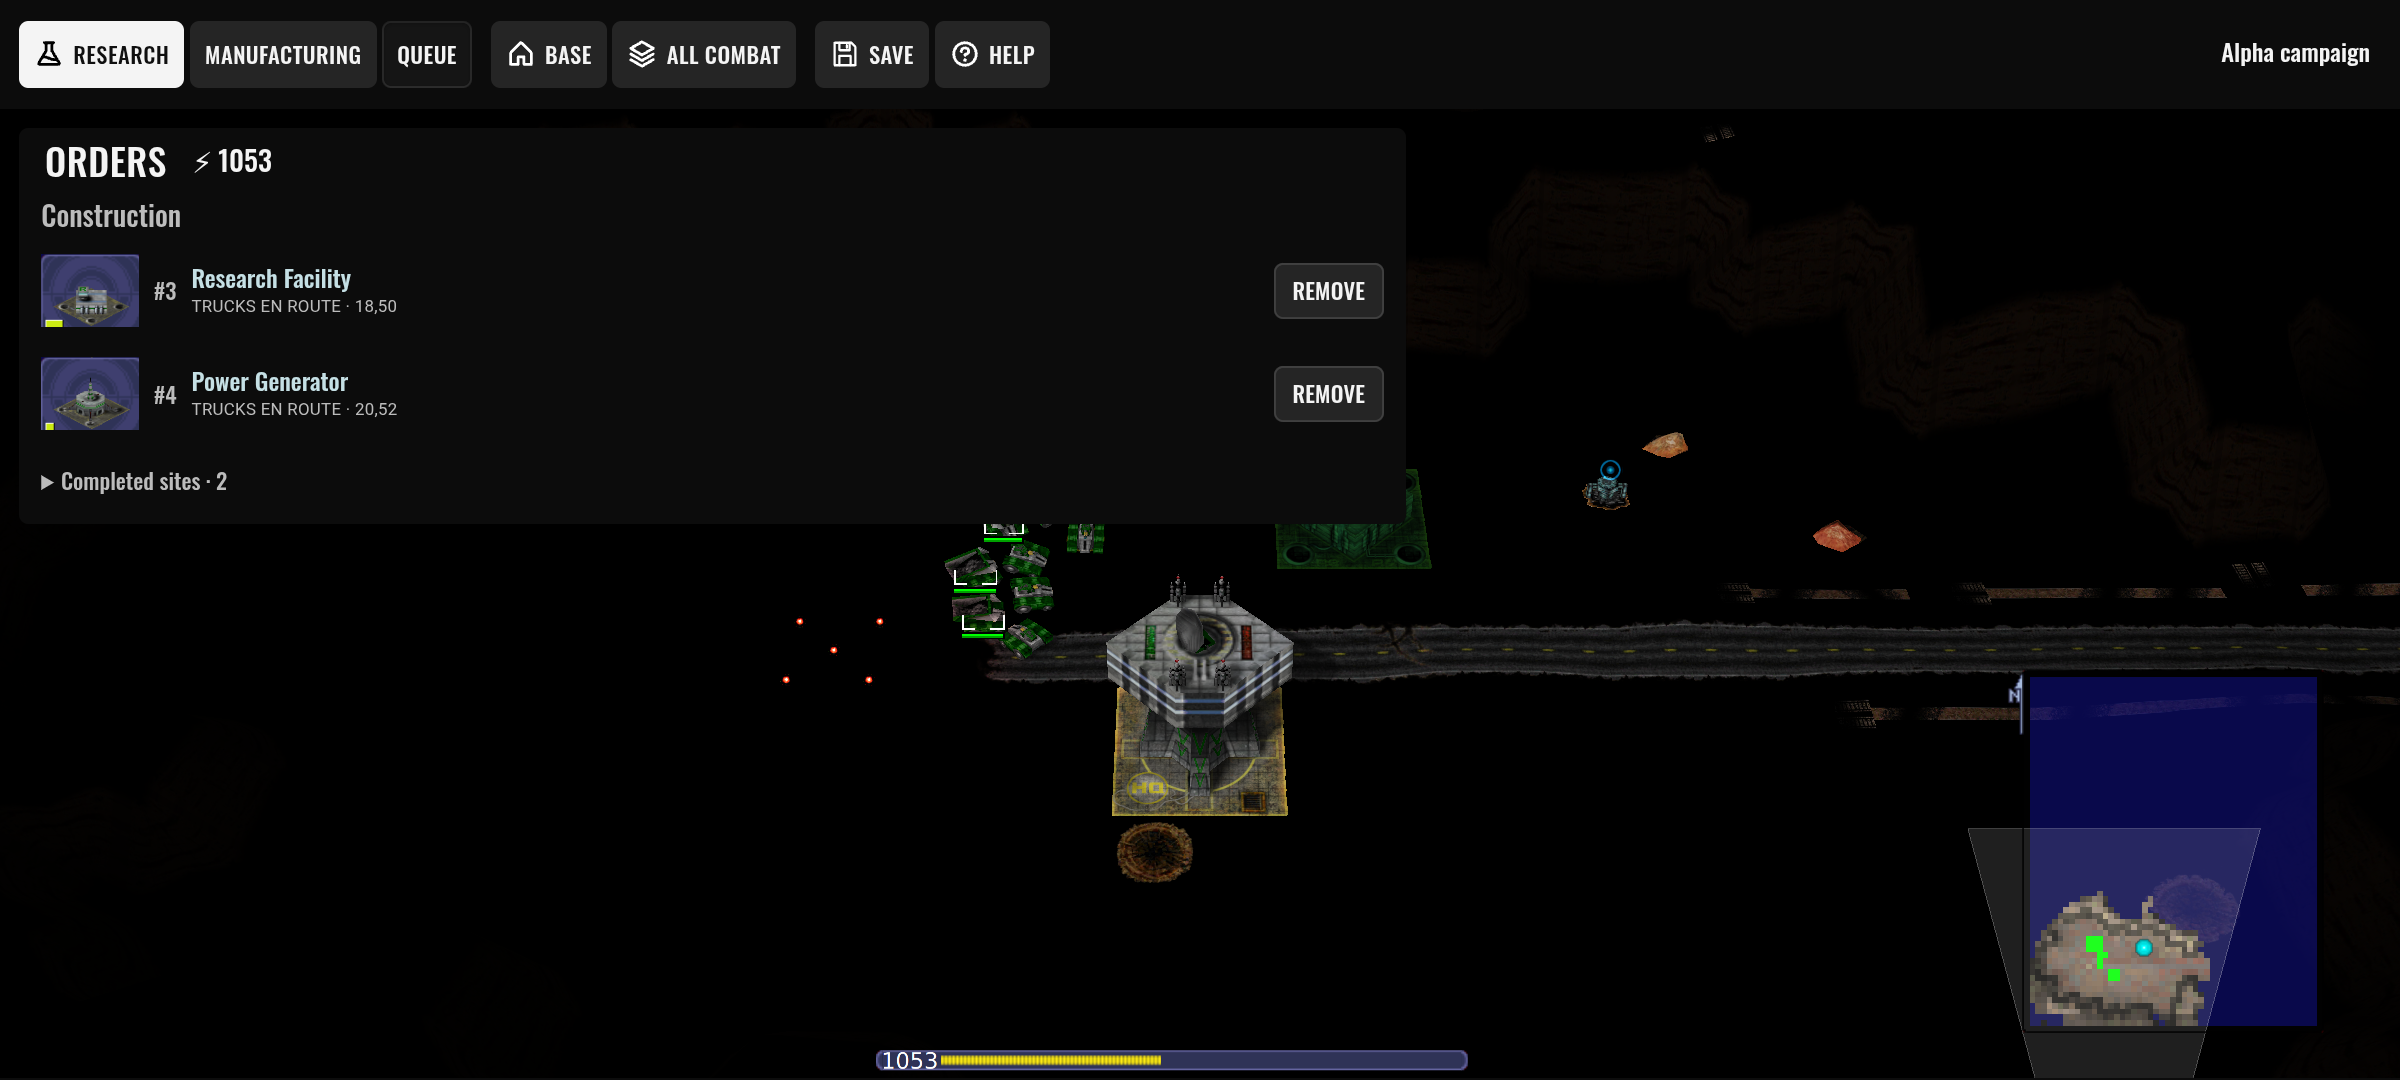 RESEARCH MANUFACTURING QUEUE BASE ALL COMBAT SAVE HELP Alpha campaign
ORDERS ⚡ 1053
Construction
#3 Research Facility
TRUCKS EN ROUTE · 18,50
REMOVE
#4 Power Generator
TRUCKS EN ROUTE · 20,52
REMOVE
▶ Completed sites · 2
N
HQ
1053